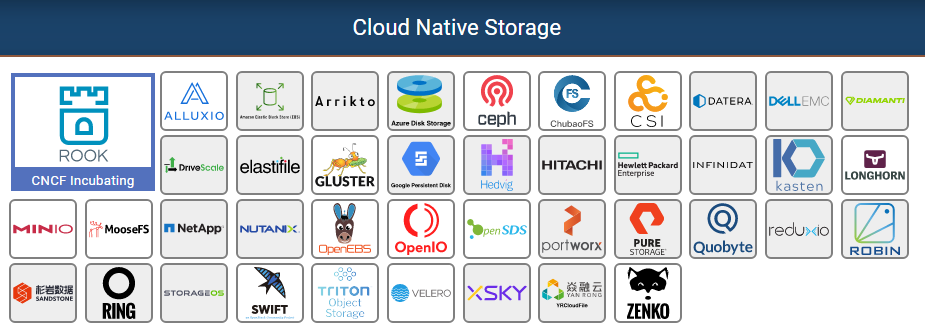 Cloud Native Storage
ROOK
CNCF Incubating
ALLUXIO
Amazon Elastic Block Store (EBS)
Arrikto
Azure Disk Storage
ceph
FS
ChubaoFS
CSI
DATERA
DELLEMC
DIAMANTI
DriveScale
elastifile
GLUSTER
Google Persistent Disk
Hedvig
HITACHI
Hewlett Packard
Enterprise
INFINIDAT
kasten
LONGHORN
MINIO
MooseFS
NetApp
NUTANIX
OpenEBS
OpenIO
OpenSDS
portworx
PURE
STORAGE
Quobyte
reduxio
ROBIN
杉岩数据
SANDSTONE
RING
STORAGEOS
SWIFT
TRITON
Object
Storage
VELERO
XSKY
焱融云
YAN RONG
YRCloudFile
ZENKO